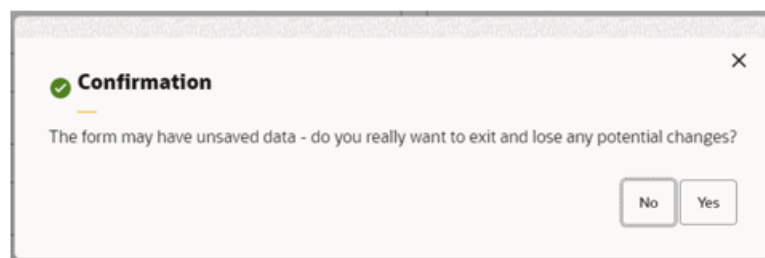 Confirmation
The form may have unsaved data - do you really want to exit and lose any potential changes?
No Yes